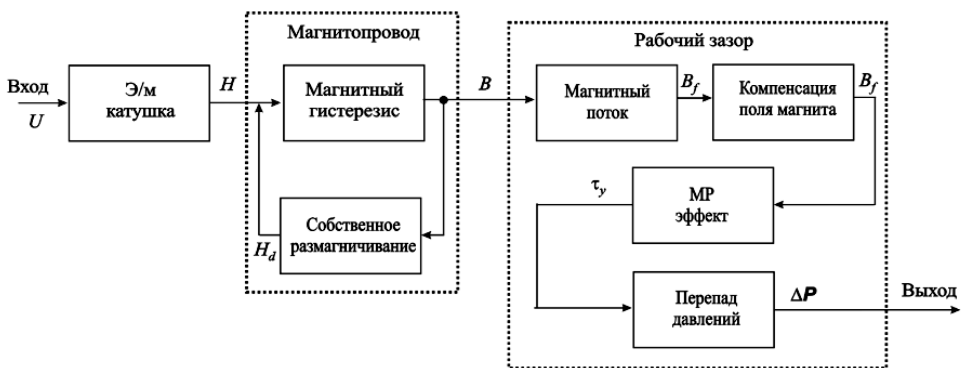 Магнитопровод
Рабочий зазор
Вход
U
Э/м
катушка
H
Магнитный
гистерезис
B
Магнитный
поток
B_f
Компенсация
поля магнита
B_f
Собственное
размагничивание
H_d
τ_y
МР
эффект
Перепад
давлений
ΔP
Выход